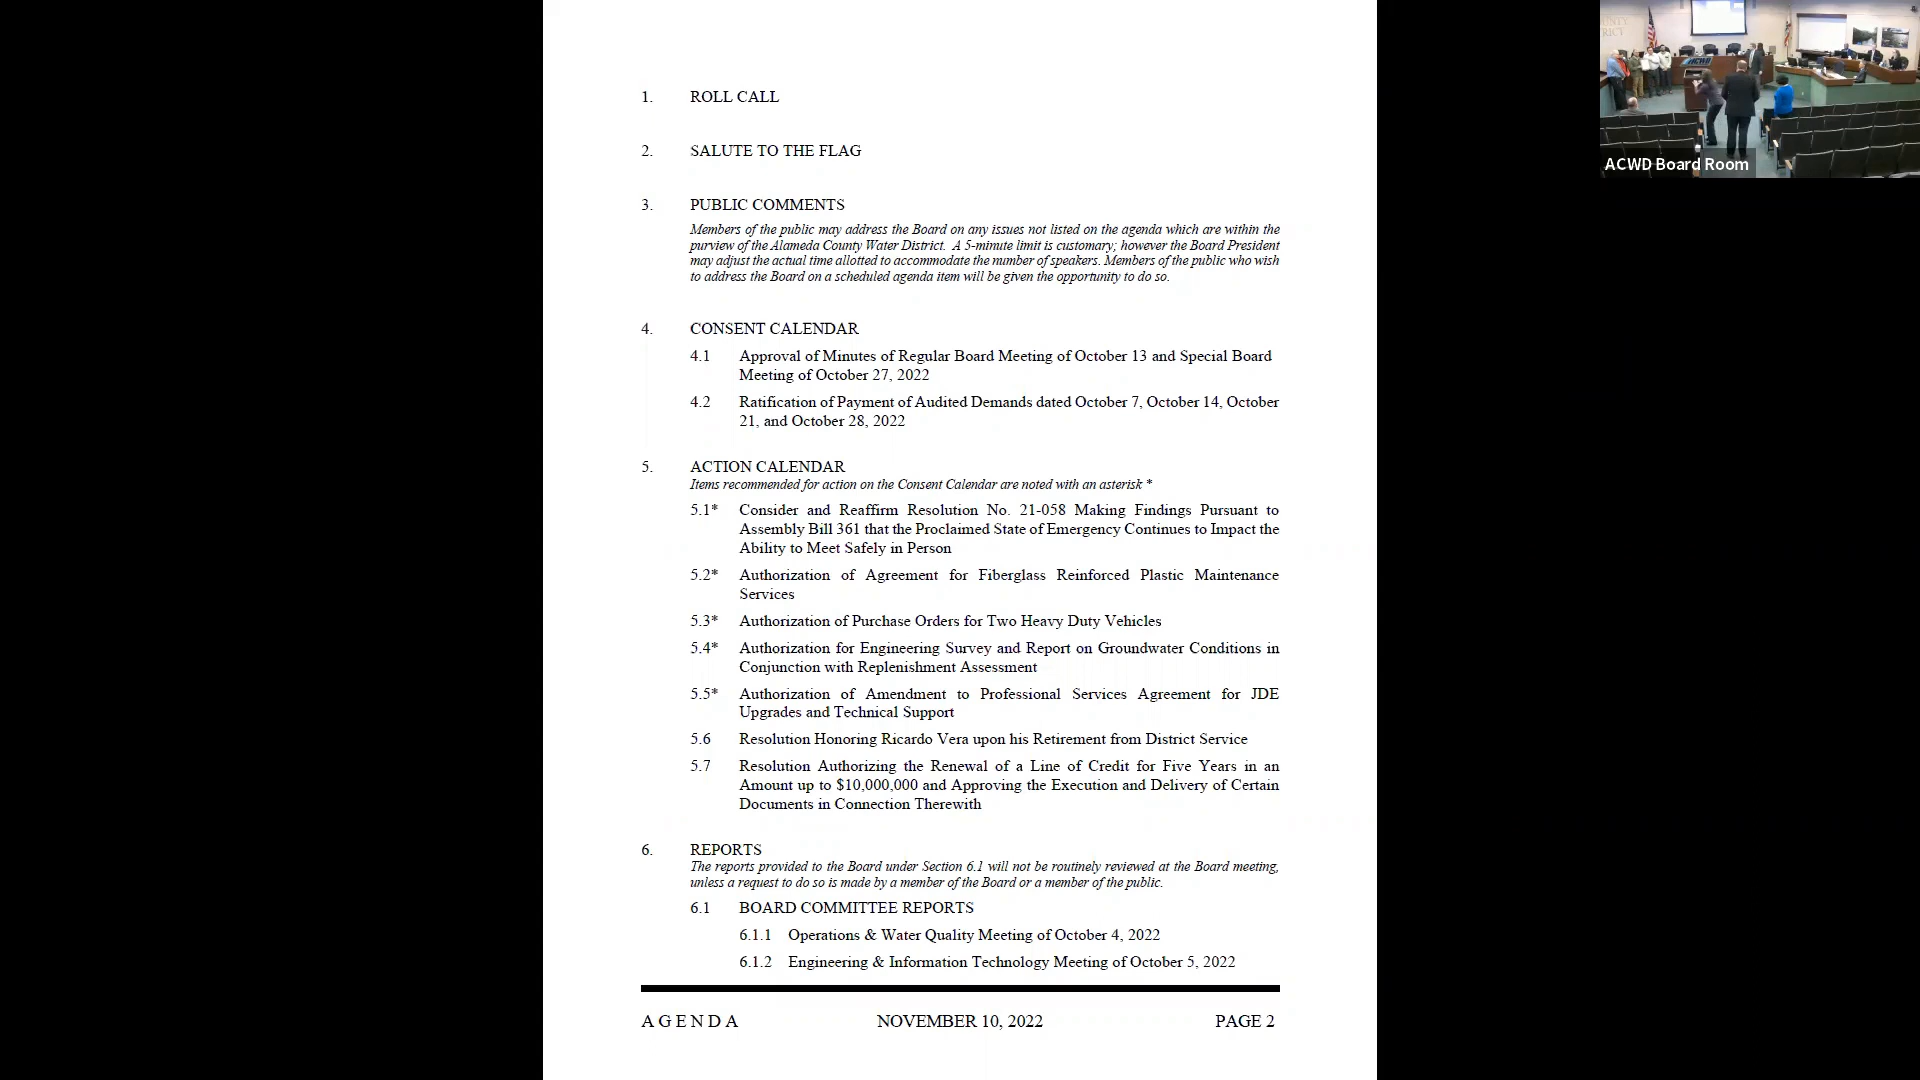 1. ROLL CALL
2. SALUTE TO THE FLAG
3. PUBLIC COMMENTS
Members of the public may address the Board on any issues not listed on the agenda which are within the
purview of the Alameda County Water District. A 5-minute limit is customary; however the Board President
may adjust the actual time allotted to accommodate the number of speakers. Members of the public who wish
to address the Board on a scheduled agenda item will be given the opportunity to do so.
4. CONSENT CALENDAR
4.1 Approval of Minutes of Regular Board Meeting of October 13 and Special Board
Meeting of October 27, 2022
4.2 Ratification of Payment of Audited Demands dated October 7, October 14, October
21, and October 28, 2022
5. ACTION CALENDAR
Items recommended for action on the Consent Calendar are noted with an asterisk *
5.1* Consider and Reaffirm Resolution No. 21-058 Making Findings Pursuant to
Assembly Bill 361 that the Proclaimed State of Emergency Continues to Impact the
Ability to Meet Safely in Person
5.2* Authorization of Agreement for Fiberglass Reinforced Plastic Maintenance
Services
5.3* Authorization of Purchase Orders for Two Heavy Duty Vehicles
5.4* Authorization for Engineering Survey and Report on Groundwater Conditions in
Conjunction with Replenishment Assessment
5.5* Authorization of Amendment to Professional Services Agreement for JDE
Upgrades and Technical Support
5.6 Resolution Honoring Ricardo Vera upon his Retirement from District Service
5.7 Resolution Authorizing the Renewal of a Line of Credit for Five Years in an
Amount up to $10,000,000 and Approving the Execution and Delivery of Certain
Documents in Connection Therewith
6. REPORTS
The reports provided to the Board under Section 6.1 will not be routinely reviewed at the Board meeting,
unless a request to do so is made by a member of the Board or a member of the public.
6.1 BOARD COMMITTEE REPORTS
6.1.1 Operations & Water Quality Meeting of October 4, 2022
6.1.2 Engineering & Information Technology Meeting of October 5, 2022
AGENDA NOVEMBER 10, 2022 PAGE 2
ACWD
ACWD Board Room